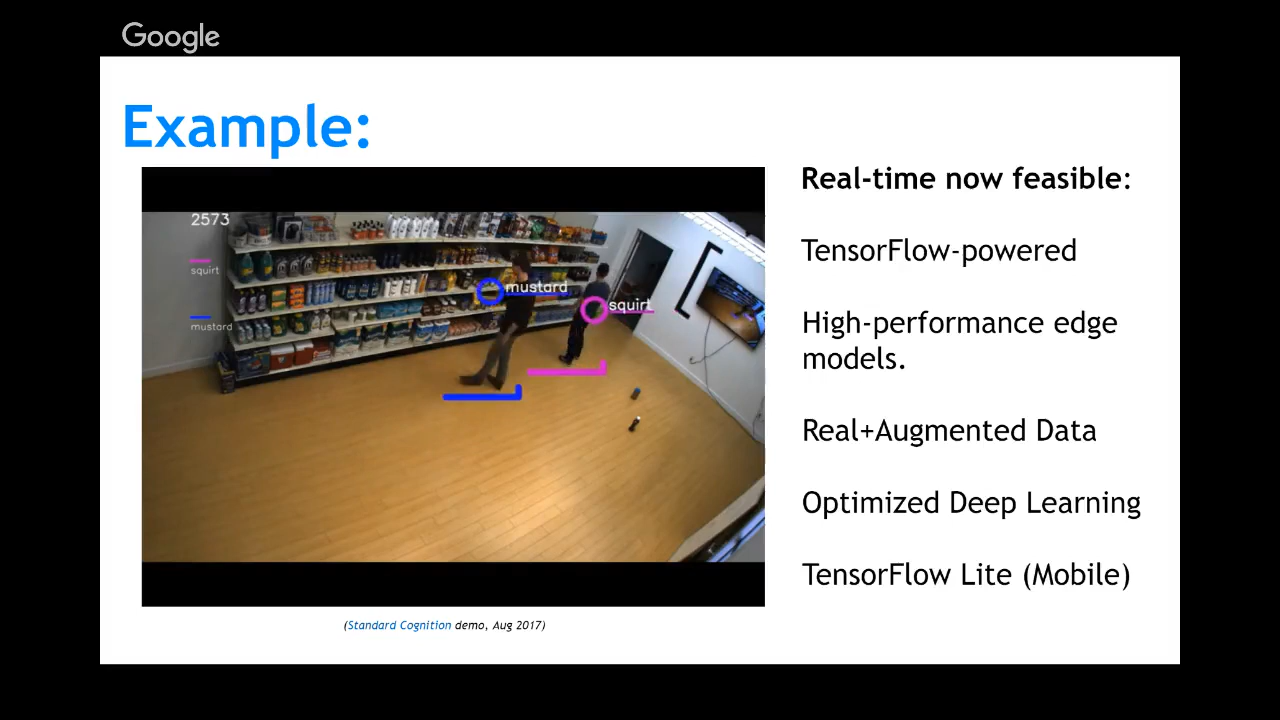 Google
Example:
2573
squirt
mustard
mustard
squirt
(Standard Cognition demo, Aug 2017)
Real-time now feasible:
TensorFlow-powered
High-performance edge
models.
Real+Augmented Data
Optimized Deep Learning
TensorFlow Lite (Mobile)